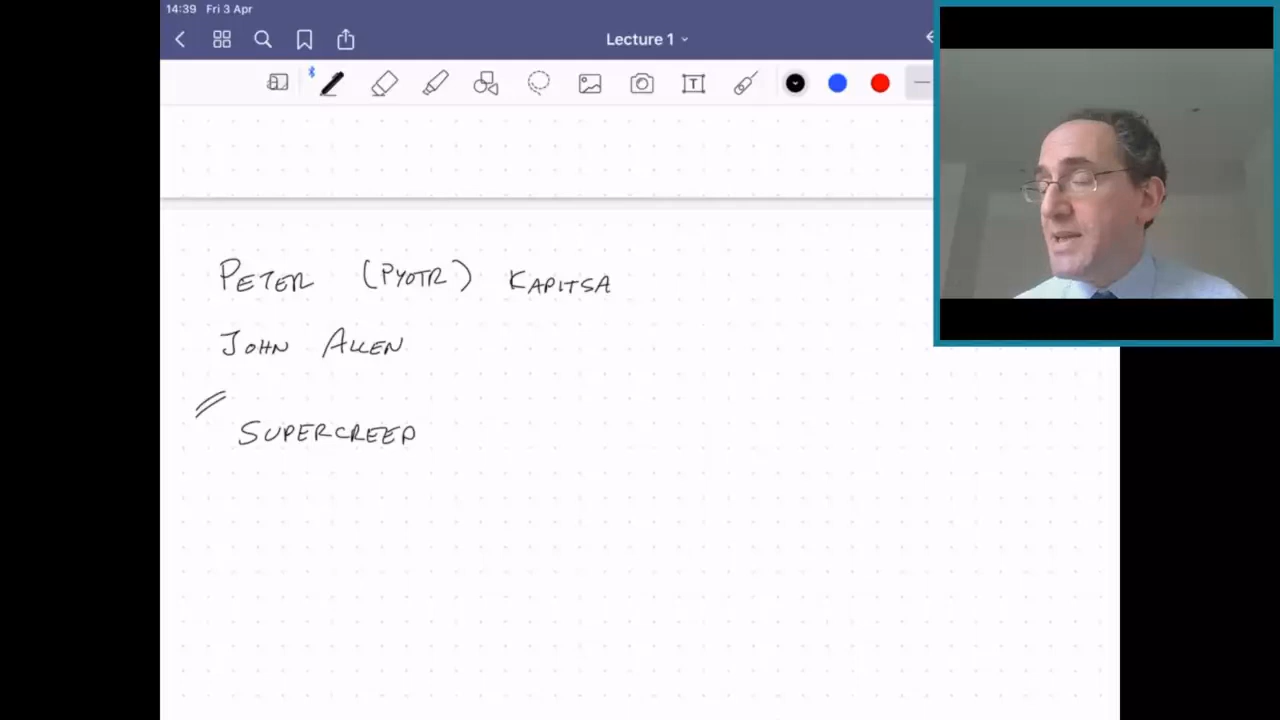 14:39 Fri 3 Apr
Lecture 1
T
PETER (PYOTR) KAPITSA
JOHN ALLEN
SUPERCREEP